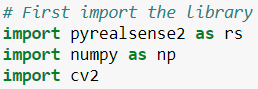 # First import the library
import pyrealsense2 as rs
import numpy as np
import cv2